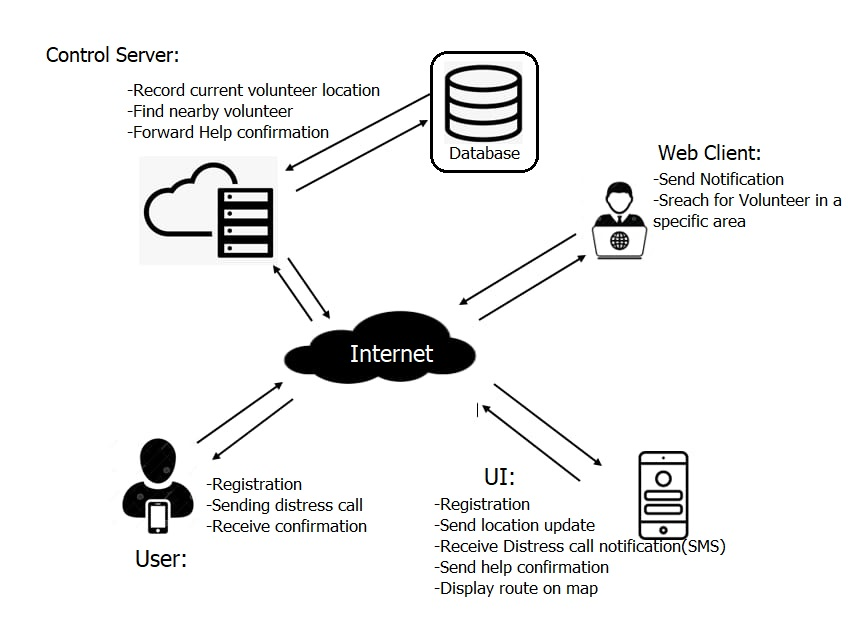 Control Server:
-Record current volunteer location
-Find nearby volunteer
-Forward Help confirmation
Database
Web Client:
-Send Notification
-Sreach for Volunteer in a
specific area
Internet
-Registration
-Sending distress call
-Receive confirmation
User:
UI:
-Registration
-Send location update
-Receive Distress call notification(SMS)
-Send help confirmation
-Display route on map